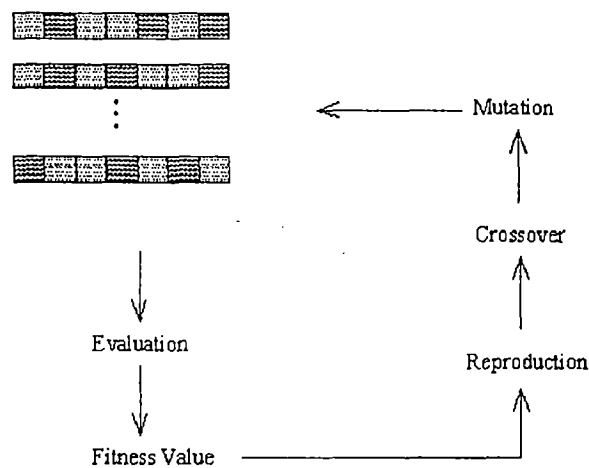 Mutation
Crossover
Evaluation
Reproduction
Fitness Value